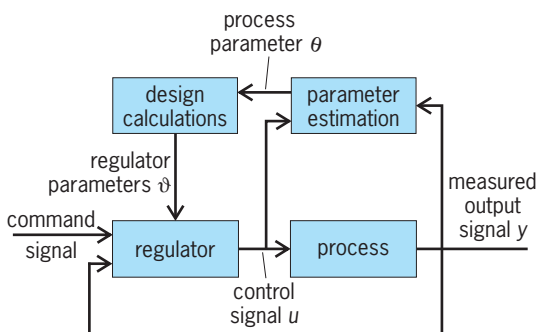 process
parameter θ
design
calculations
parameter
estimation
regulator
parameters ϑ
measured
output
signal y
command
signal
regulator
process
control
signal u